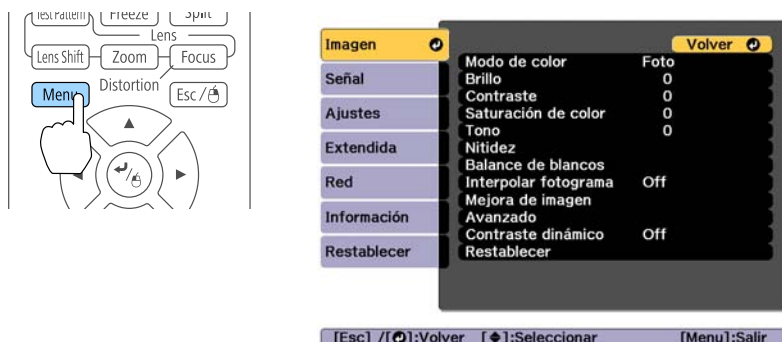 Test Pattern Freeze Split
Lens
Lens Shift Zoom Focus
Distortion
Menu Esc /
Imagen
Señal
Ajustes
Extendida
Red
Información
Restablecer
Volver
Modo de color Foto
Brillo 0
Contraste 0
Saturación de color 0
Tono 0
Nitidez
Balance de blancos
Interpolar fotograma Off
Mejora de imagen
Avanzado
Contraste dinámico Off
Restablecer
[Esc] /[ ]:Volver [ ]:Seleccionar [Menu]:Salir